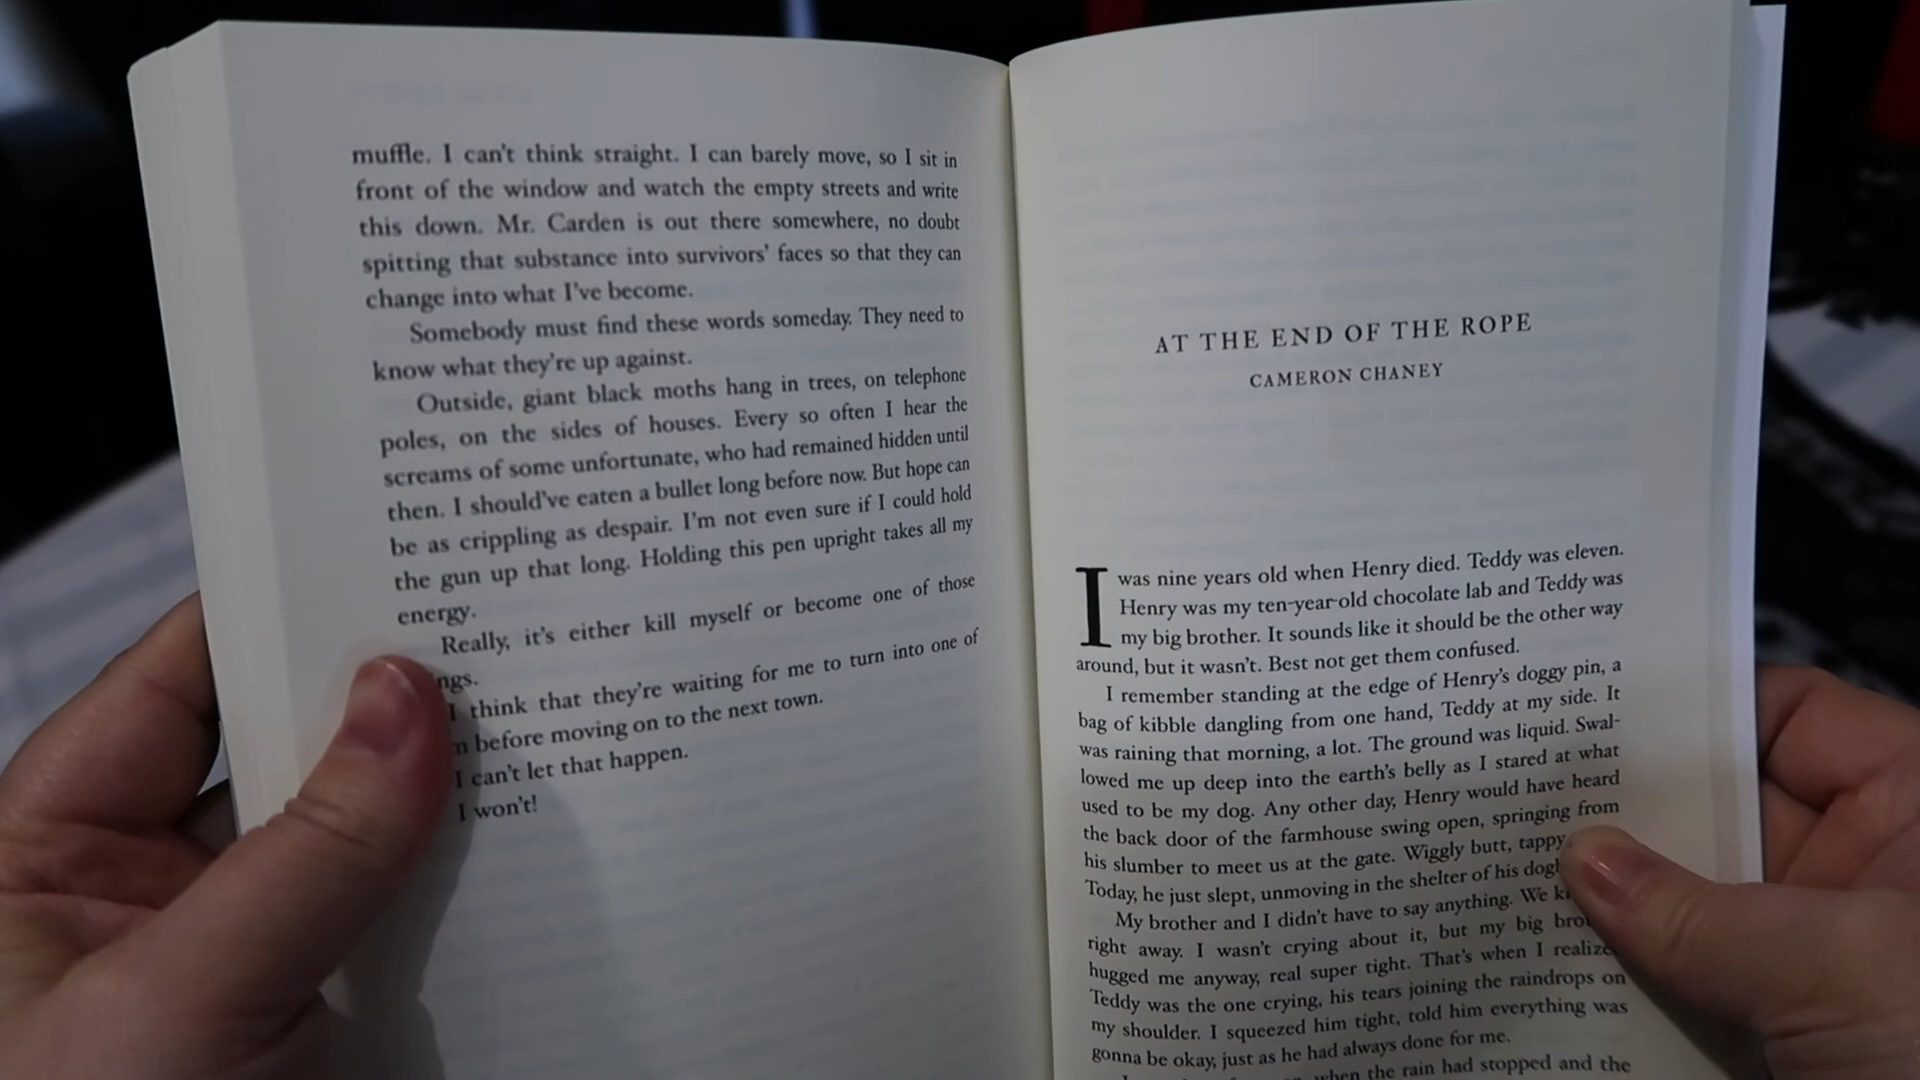 muffle. I can't think straight. I can barely move, so I sit in
front of the window and watch the empty streets and write
this down. Mr. Carden is out there somewhere, no doubt
spitting that substance into survivors' faces so that they can
change into what I've become.
Somebody must find these words someday. They need to
know what they're up against.
Outside, giant black moths hang in trees, on telephone
poles, on the sides of houses. Every so often I hear the
screams of some unfortunate, who had remained hidden until
then. I should've eaten a bullet long before now. But hope can
be as crippling as despair. I'm not even sure if I could hold
the gun up that long. Holding this pen upright takes all my
energy.
Really, it's either kill myself or become one of those
ngs.
I think that they're waiting for me to turn into one of
before moving on to the next town.
I can't let that happen.
I won't!
AT THE END OF THE ROPE
CAMERON CHANEY
I was nine years old when Henry died. Teddy was eleven.
Henry was my ten-year-old chocolate lab and Teddy was
my big brother. It sounds like it should be the other way
around, but it wasn't. Best not get them confused.
I remember standing at the edge of Henry's doggy pin, a
bag of kibble dangling from one hand, Teddy at my side. It
was raining that morning, a lot. The ground was liquid. Swal-
lowed me up deep into the earth's belly as I stared at what
used to be my dog. Any other day, Henry would have heard
the back door of the farmhouse swing open, springing from
his slumber to meet us at the gate. Wiggly butt, tappy
Today, he just slept, unmoving in the shelter of his
My brother and I didn't have to say anything. We
right away. I wasn't crying about it, but my big
hugged me anyway, real super tight. That's when I
Teddy was the one crying, his tears joining the raindrops on
my shoulder. I squeezed him tight, told him everything was
gonna be okay, just as he had always done for me.
when the rain had stopped and the